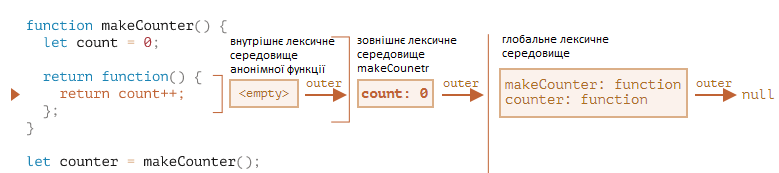 function makeCounter() {
let count = 0;
return function() {
return count++;
};
}
let counter = makeCounter();
внутрішнє лексичне
середовище
анонімної функції
<empty>
outer
зовнішнє лексичне
середовище
makeCounetr
count: 0
outer
глобальне лексичне
середовище
makeCounter: function
counter: function
outer
null